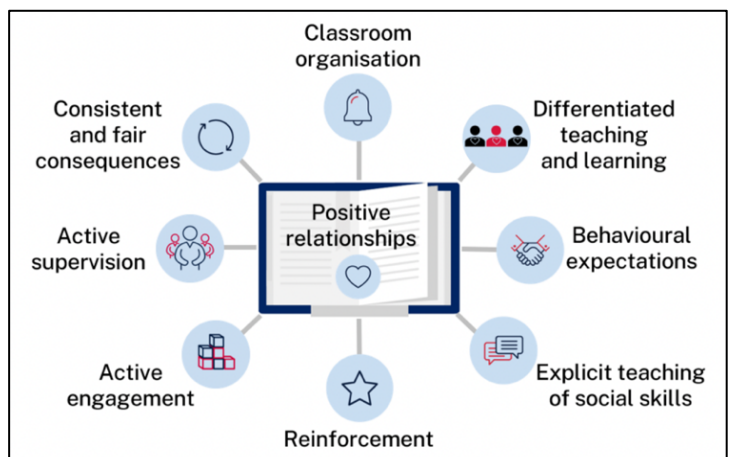 Classroom
organisation
Consistent
and fair
consequences
Differentiated
teaching
and learning
Positive
relationships
Active
supervision
Behavioural
expectations
Active
engagement
Explicit teaching
of social skills
Reinforcement